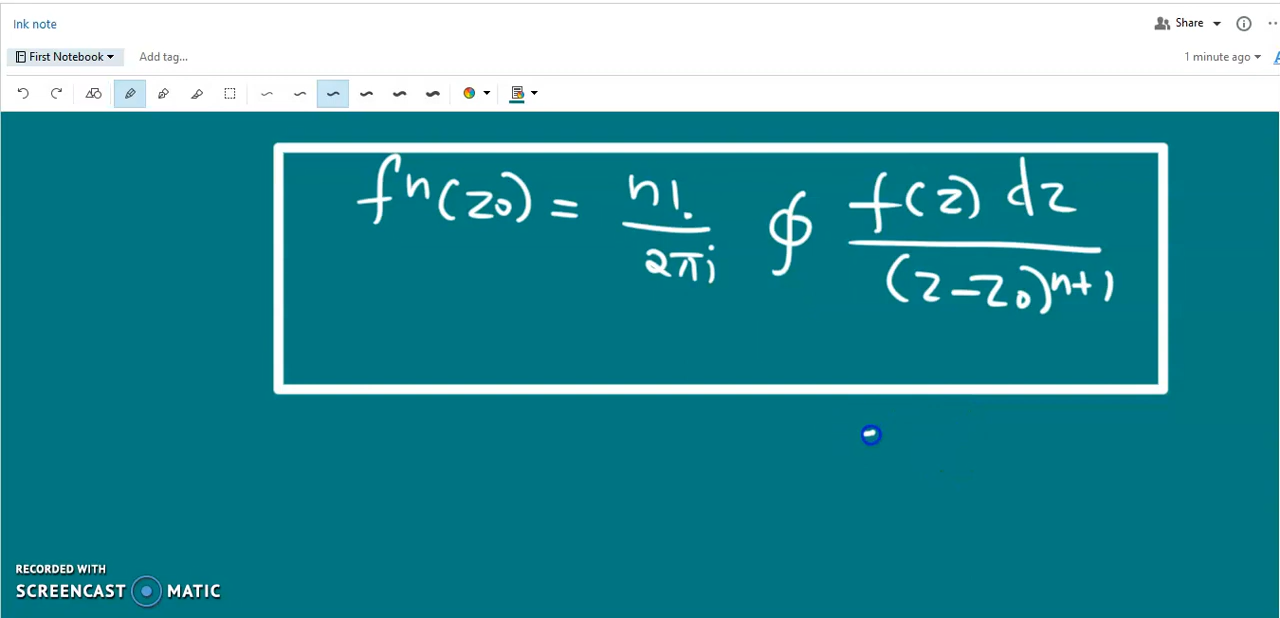 Ink note
Share
First Notebook
Add tag...
1 minute ago
fⁿ(z0) = n!/2πi ∮ f(z) dz/(z-z0)ⁿ⁺¹
RECORDED WITH
SCREENCAST MATIC